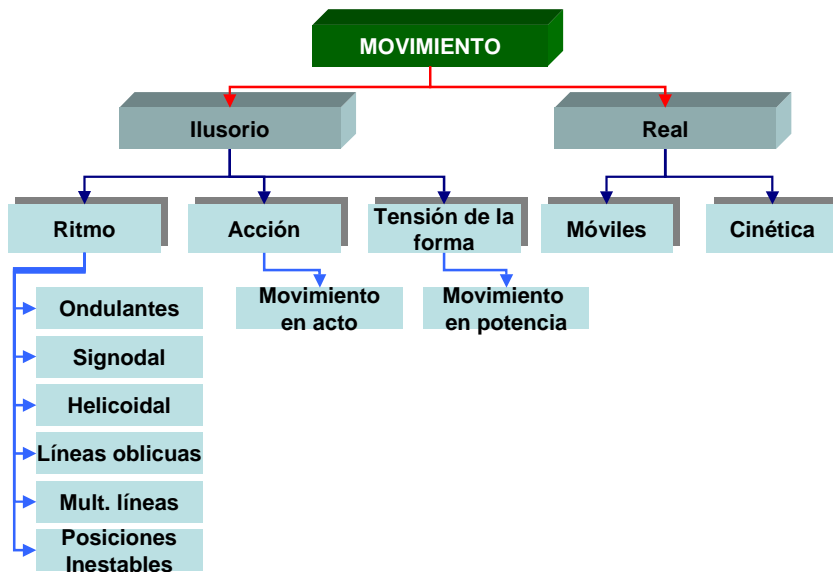 MOVIMIENTO
Ilusorio
Real
Ritmo
Acción
Tensión de la
forma
Móviles
Cinética
Movimiento
en acto
Movimiento
en potencia
Ondulantes
Signodal
Helicoidal
Líneas oblicuas
Mult. líneas
Posiciones
Inestables